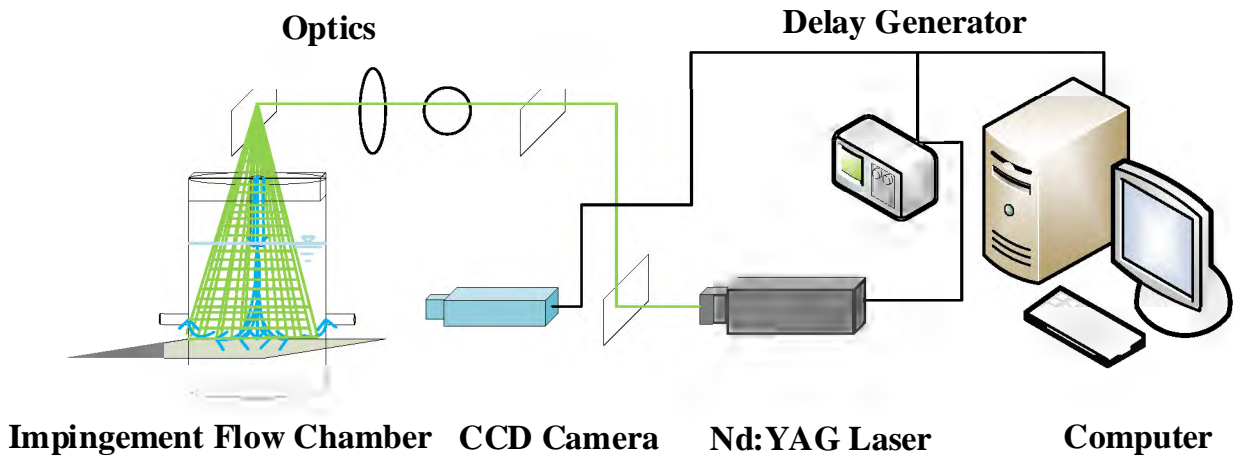 Optics
Delay Generator
Impingement Flow Chamber
CCD Camera
Nd:YAG Laser
Computer